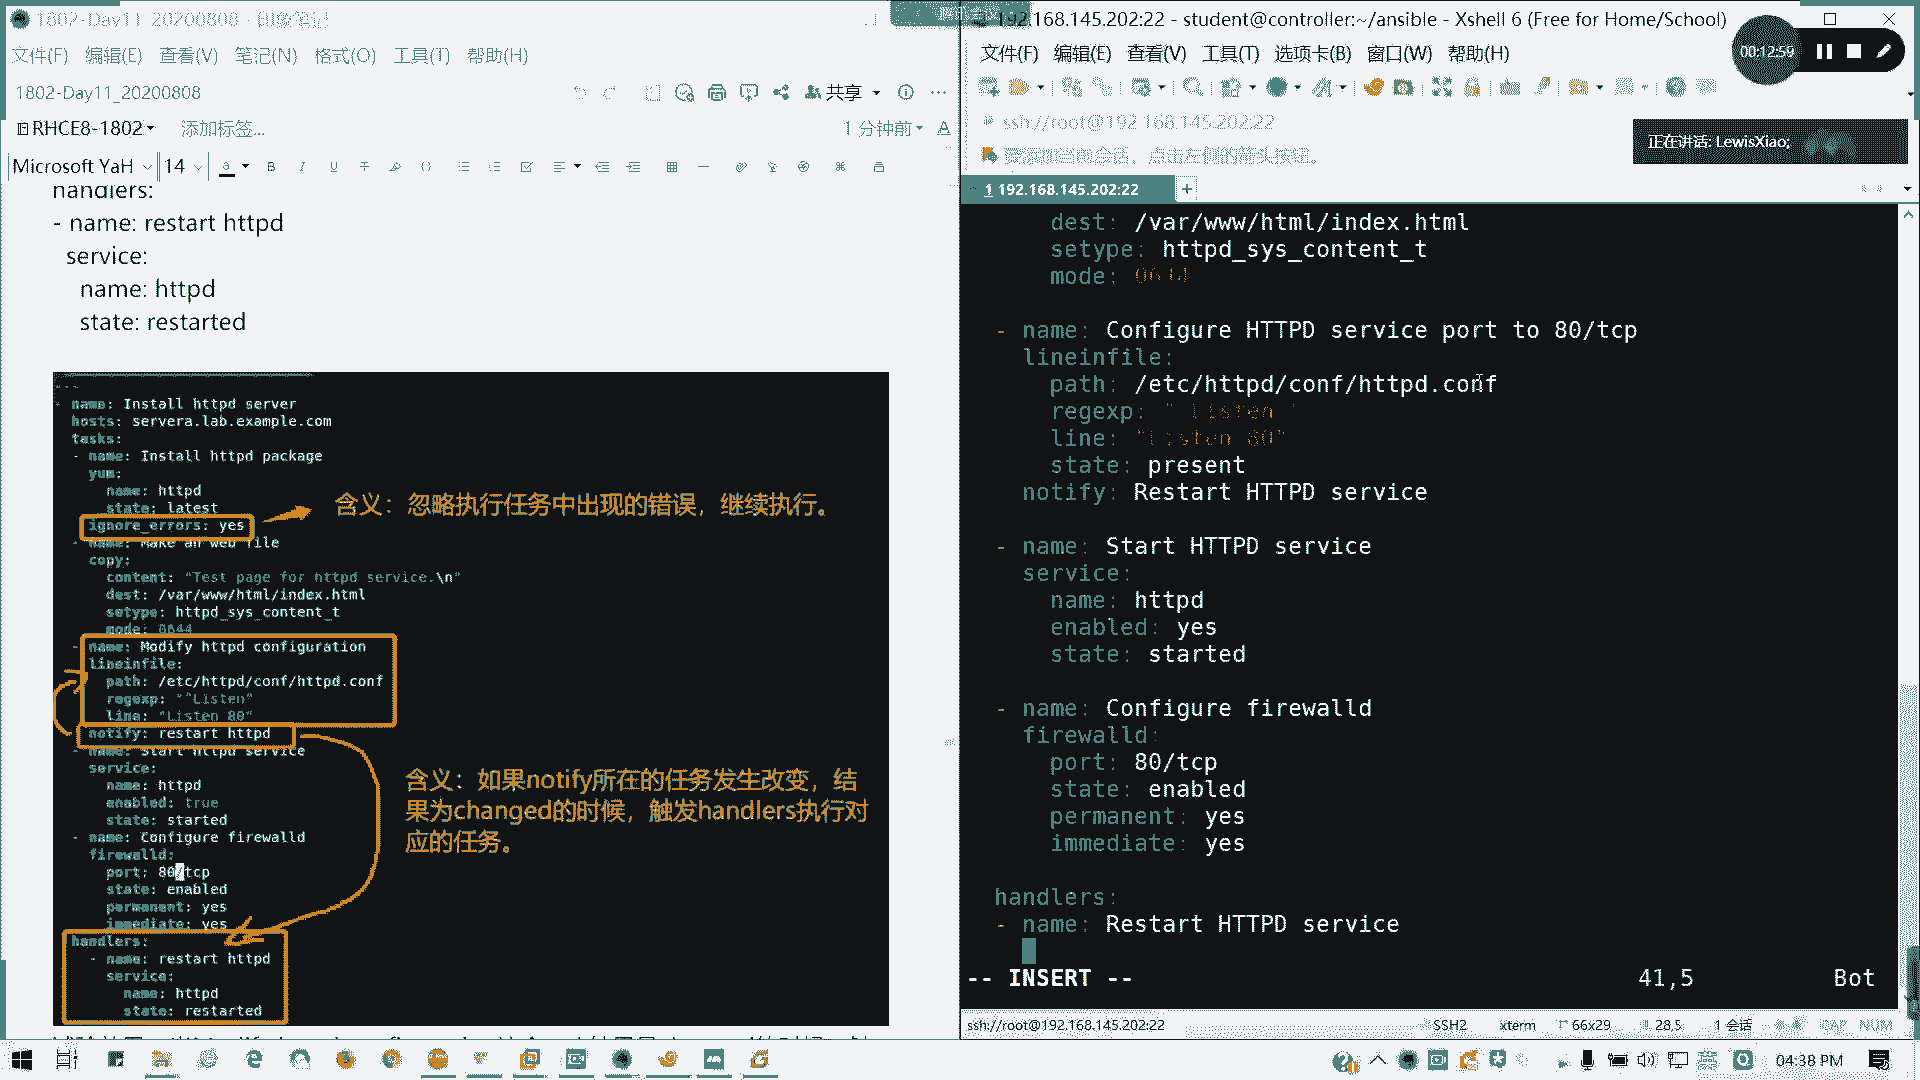 1802-Day11_20200808 - 印象笔记
文件(F) 编辑(E) 查看(V) 笔记(N) 格式(O) 工具(T) 帮助(H)
1802-Day11_20200808
共享
RHCE8-1802
添加标签...
1 分钟前
Microsoft YaH 14
handlers:
- name: restart httpd
service:
name: httpd
state: restarted
---
- name: Install httpd server
hosts: servera.lab.example.com
tasks:
- name: Install httpd package
yum:
name: httpd
state: latest
ignore_errors: yes
含义：忽略执行任务中出现的错误，继续执行。
- name: Make an web file
copy:
content: "Test page for httpd service.\n"
dest: /var/www/html/index.html
setype: httpd_sys_content_t
mode: 0644
- name: Modify httpd configuration
lineinfile:
path: /etc/httpd/conf/httpd.conf
regexp: "^Listen"
line: "Listen 80"
notify: restart httpd
- name: Start httpd service
service:
name: httpd
enabled: true
state: started
含义：如果notify所在的任务发生改变，结
果为changed的时候，触发handlers执行对
应的任务。
- name: Configure firewalld
firewalld:
port: 80/tcp
state: enabled
permanent: yes
immediate: yes
handlers:
- name: restart httpd
service:
name: httpd
state: restarted
192.168.145.202:22 - student@controller:~/ansible - Xshell 6 (Free for Home/School)
文件(F) 编辑(E) 查看(V) 工具(T) 选项卡(B) 窗口(W) 帮助(H)
00:12:59
ssh://root@192.168.145.202:22
要添加当前会话，点击左侧的箭头按钮。
正在讲话: LewisXiao;
1 192.168.145.202:22
dest: /var/www/html/index.html
setype: httpd_sys_content_t
mode: 0644
- name: Configure HTTPD service port to 80/tcp
lineinfile:
path: /etc/httpd/conf/httpd.conf
regexp: "^Listen "
line: "Listen 80"
state: present
notify: Restart HTTPD service
- name: Start HTTPD service
service:
name: httpd
enabled: yes
state: started
- name: Configure firewalld
firewalld:
port: 80/tcp
state: enabled
permanent: yes
immediate: yes
handlers:
- name: Restart HTTPD service
-- INSERT -- 41,5 Bot
ssh://root@192.168.145.202:22 SSH2 xterm 66x29 28,5 1 会话 CAP NUM
04:38 PM